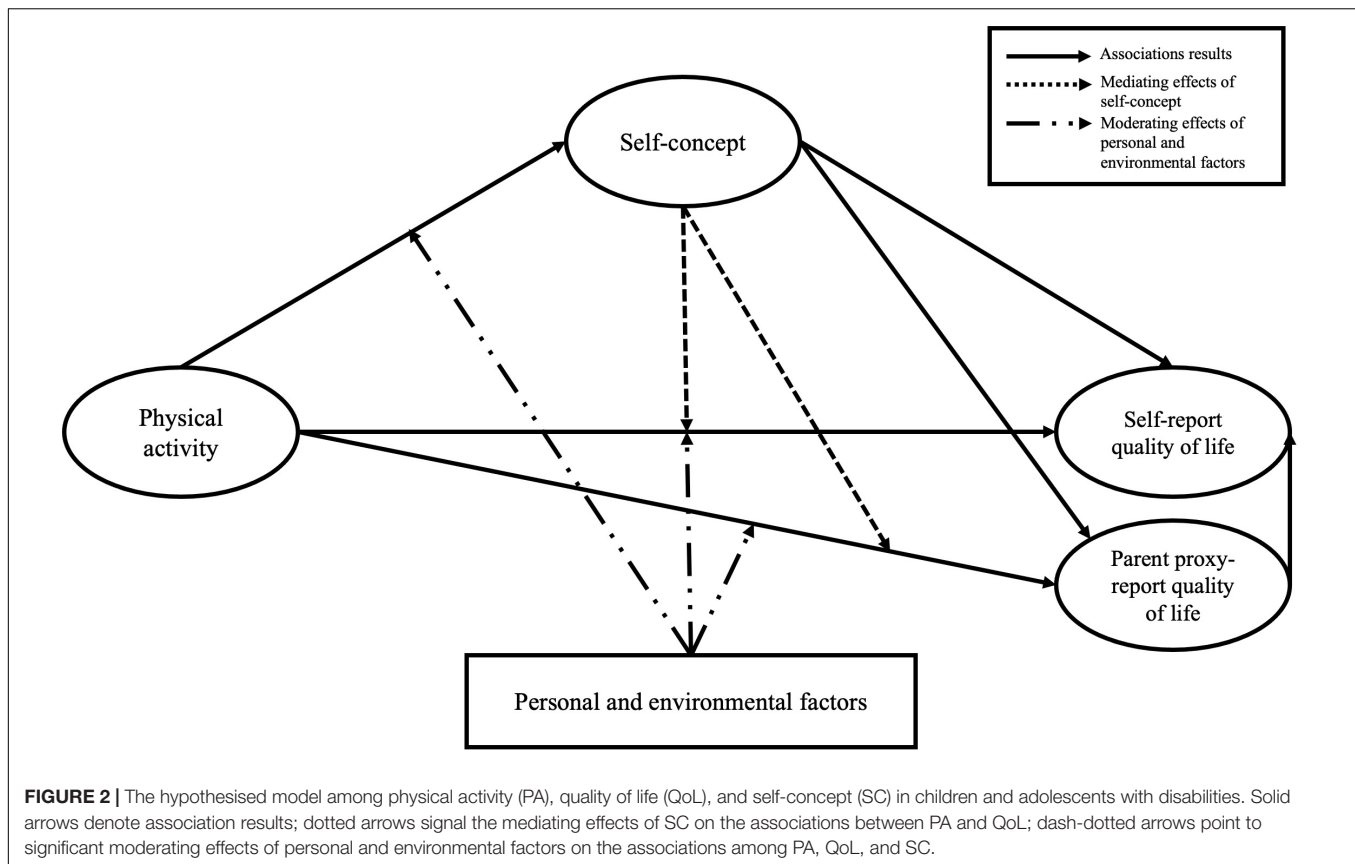 Associations results
Mediating effects of
self-concept
Moderating effects of
personal and
environmental factors
Self-concept
Physical
activity
Self-report
quality of life
Parent proxy-
report quality
of life
Personal and environmental factors
FIGURE 2 | The hypothesised model among physical activity (PA), quality of life (QoL), and self-concept (SC) in children and adolescents with disabilities. Solid
arrows denote association results; dotted arrows signal the mediating effects of SC on the associations between PA and QoL; dash-dotted arrows point to
significant moderating effects of personal and environmental factors on the associations among PA, QoL, and SC.